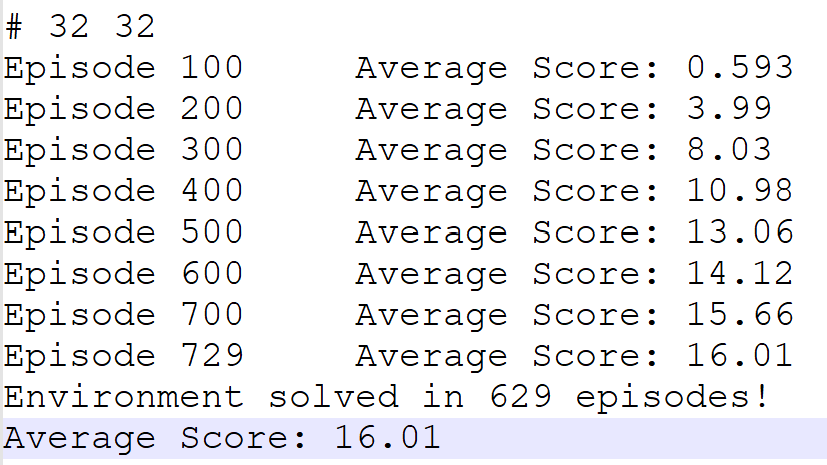 # 32 32
Episode 100 Average Score: 0.593
Episode 200 Average Score: 3.99
Episode 300 Average Score: 8.03
Episode 400 Average Score: 10.98
Episode 500 Average Score: 13.06
Episode 600 Average Score: 14.12
Episode 700 Average Score: 15.66
Episode 729 Average Score: 16.01
Environment solved in 629 episodes!
Average Score: 16.01